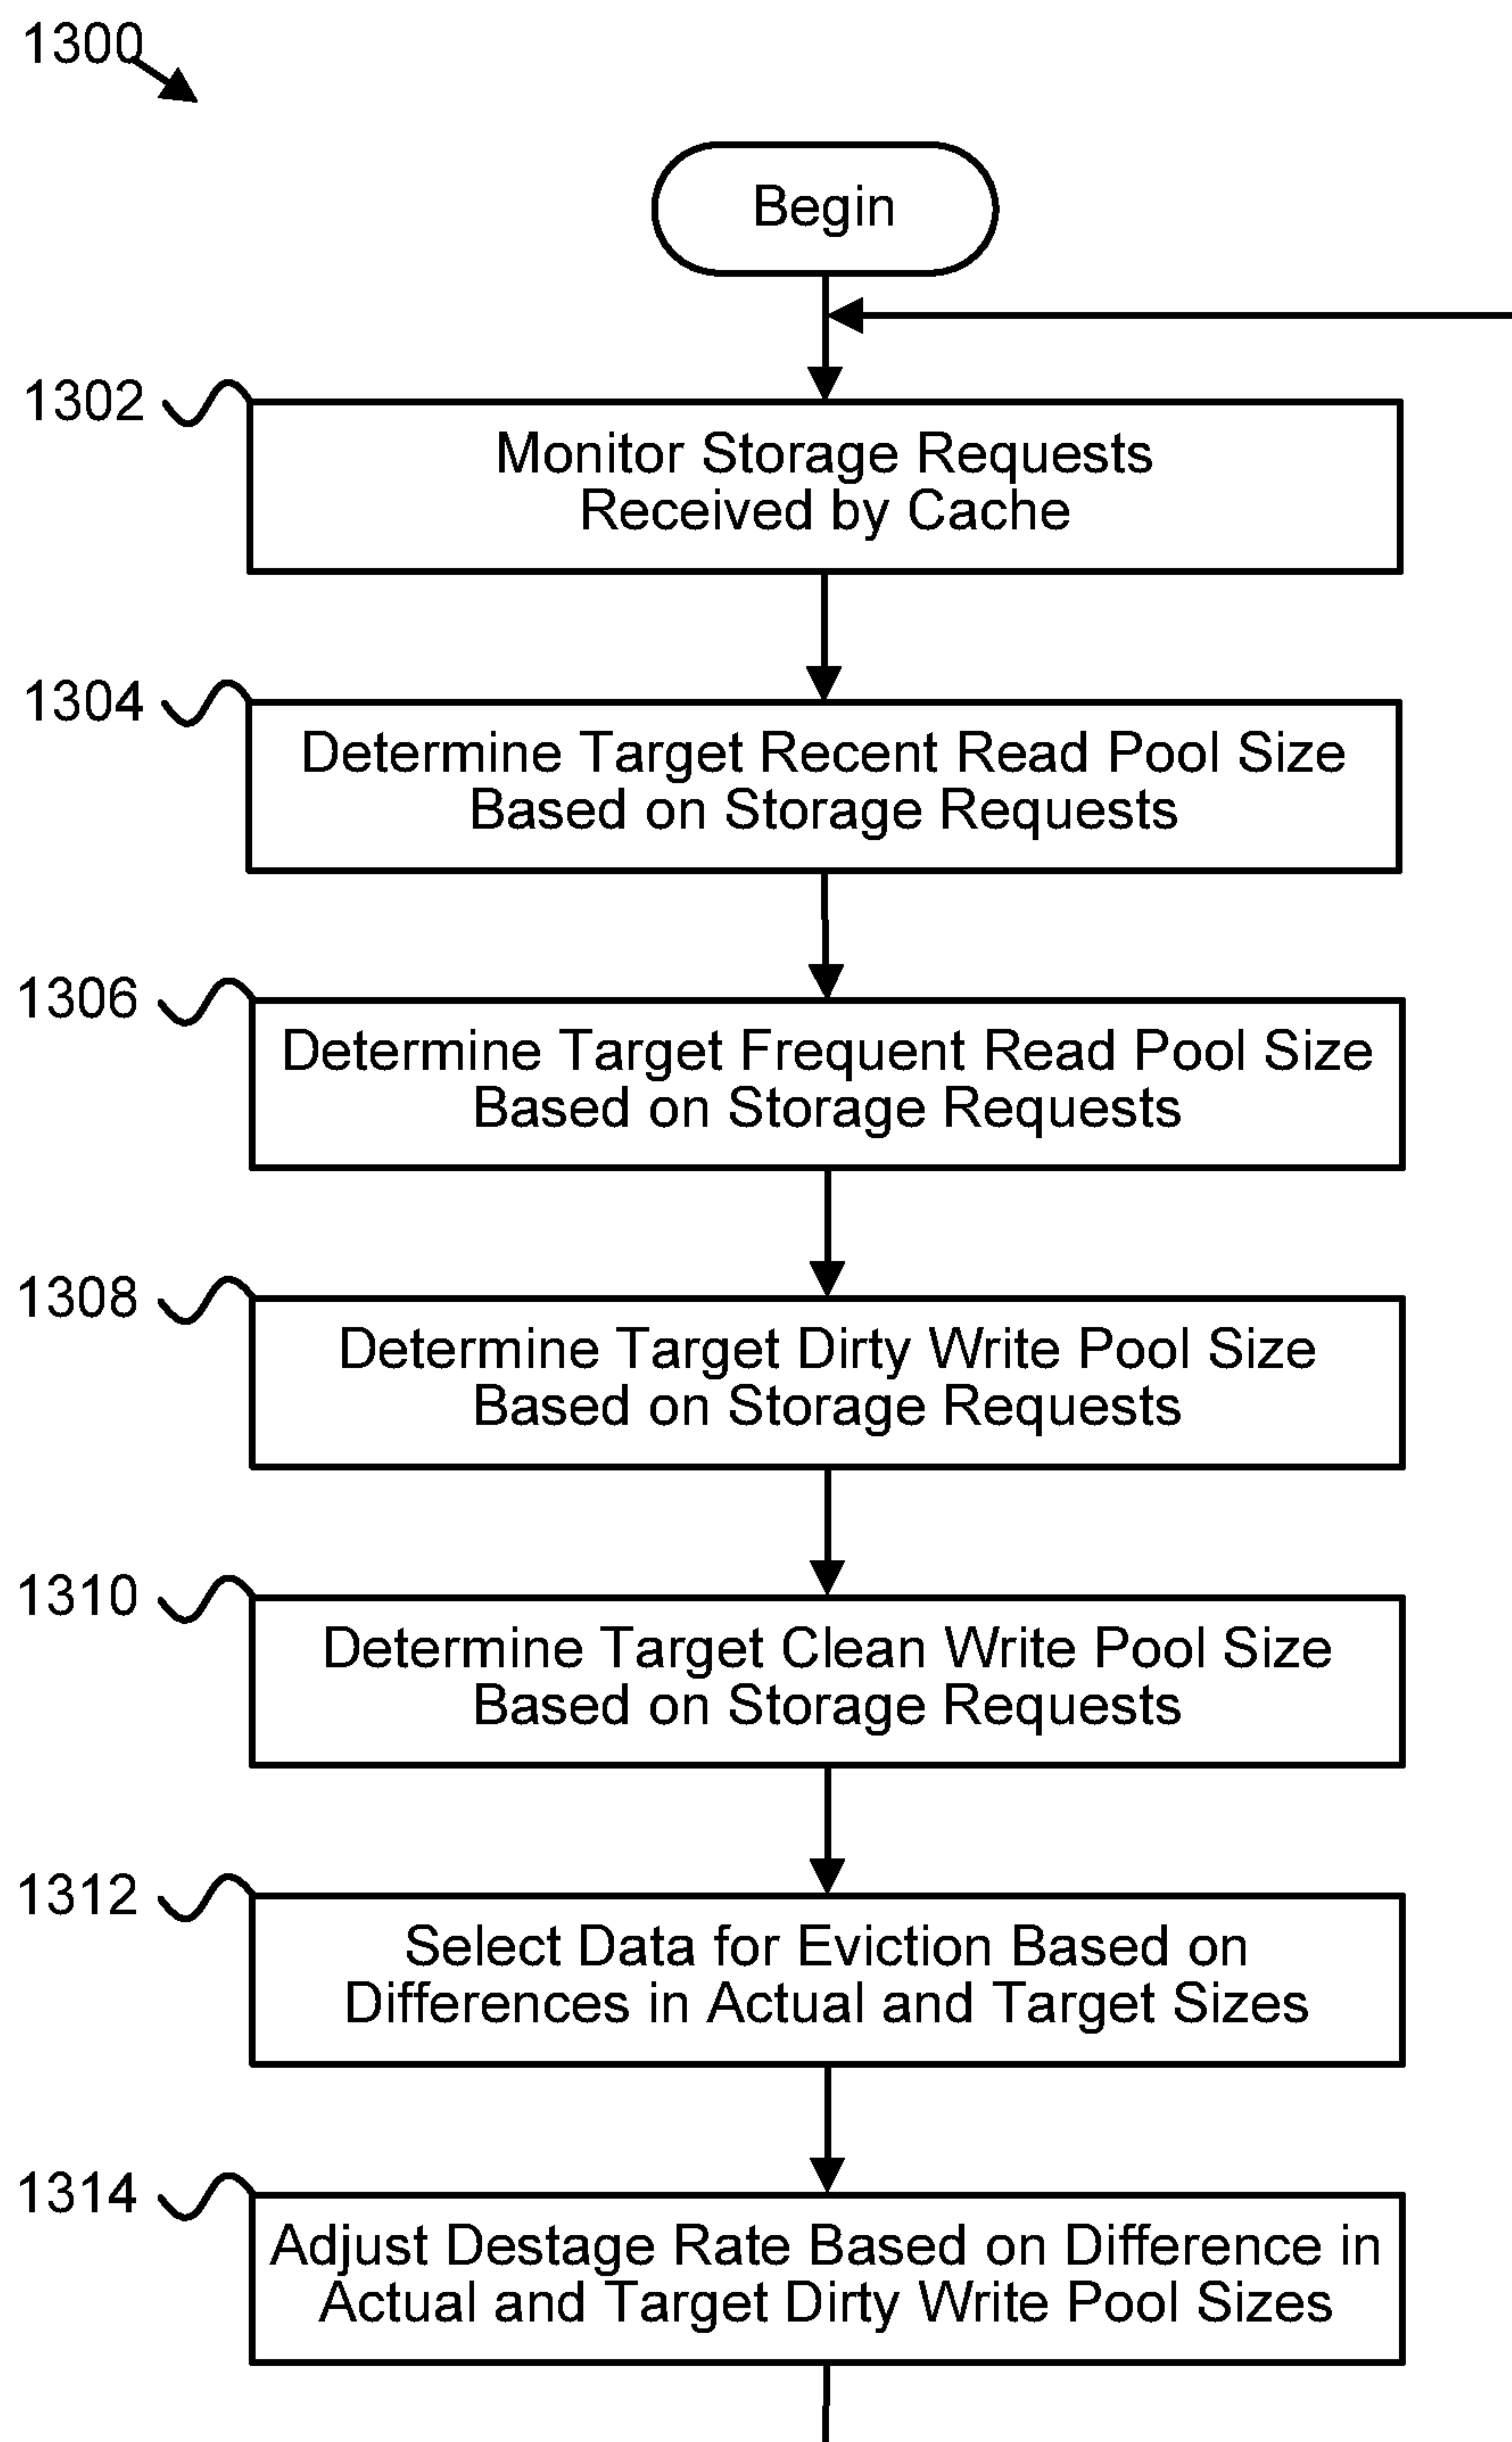 1300
Begin
1302
Monitor Storage Requests
Received by Cache
1304
Determine Target Recent Read Pool Size
Based on Storage Requests
1306
Determine Target Frequent Read Pool Size
Based on Storage Requests
1308
Determine Target Dirty Write Pool Size
Based on Storage Requests
1310
Determine Target Clean Write Pool Size
Based on Storage Requests
1312
Select Data for Eviction Based on
Differences in Actual and Target Sizes
1314
Adjust Destage Rate Based on Difference in
Actual and Target Dirty Write Pool Sizes